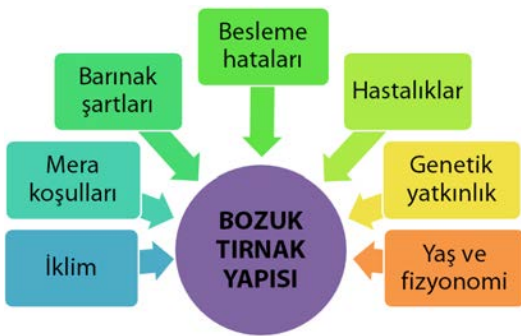 Besleme
hataları
Barınak
şartları
Hastalıklar
Mera
koşulları
Genetik
yatkınlık
İklim
BOZUK
TIRNAK
YAPISI
Yaş ve
fizyonomi